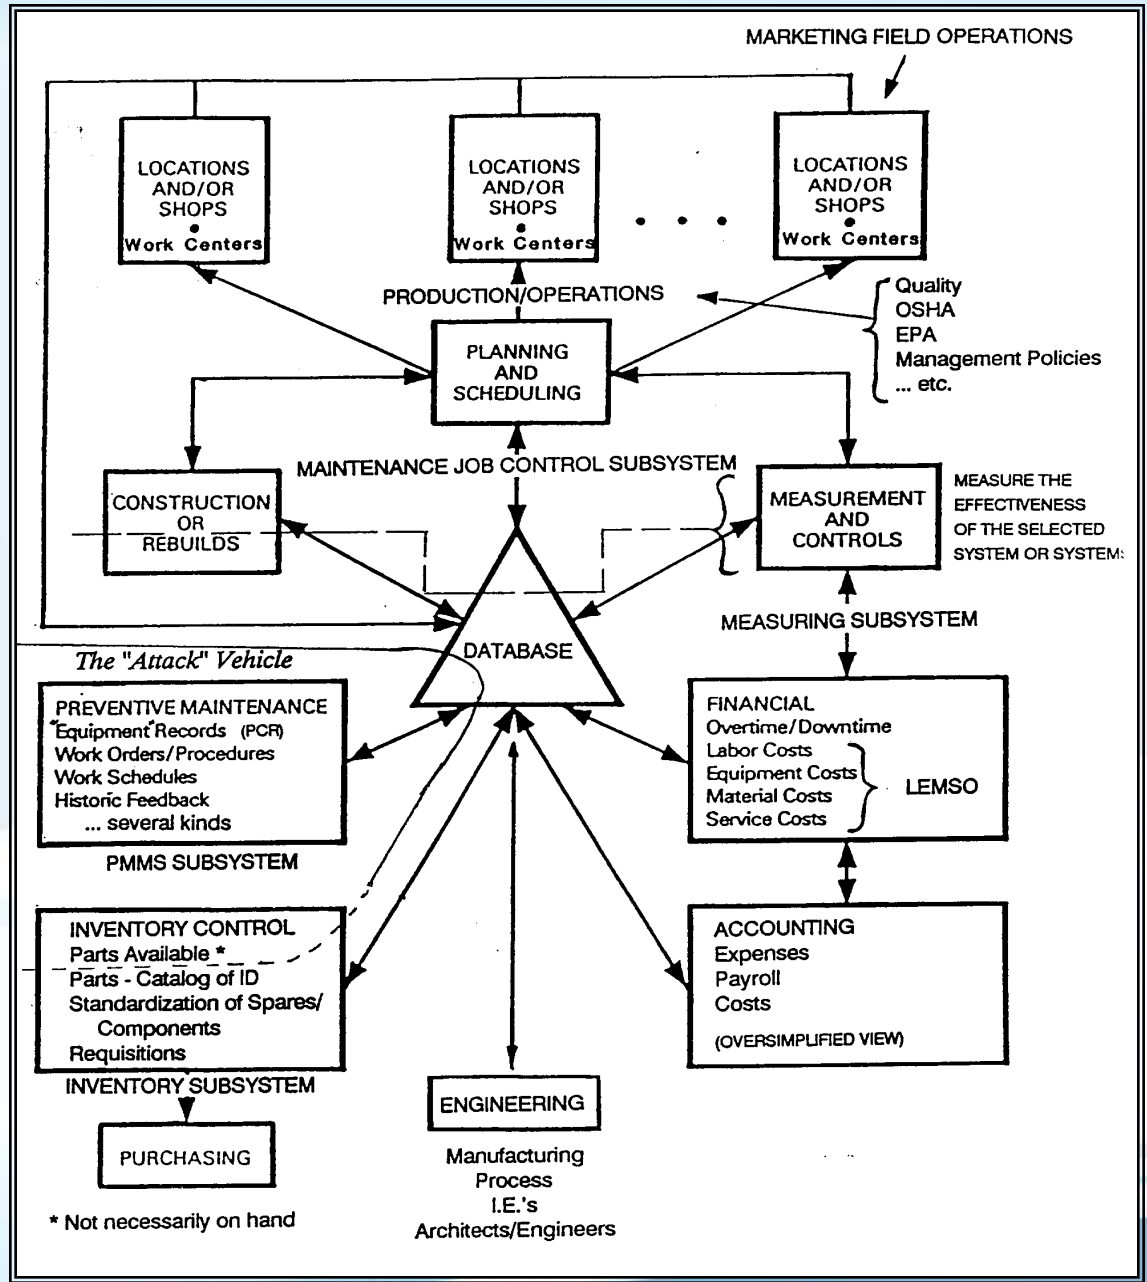 MARKETING FIELD OPERATIONS
LOCATIONS
AND/OR
SHOPS
•
Work Centers
LOCATIONS
AND/OR
SHOPS
•
Work Centers
• • •
LOCATIONS
AND/OR
SHOPS
•
Work Centers
PRODUCTION/OPERATIONS
Quality
OSHA
EPA
Management Policies
... etc.
PLANNING
AND
SCHEDULING
MAINTENANCE JOB CONTROL SUBSYSTEM
CONSTRUCTION
OR
REBUILDS
MEASUREMENT
AND
CONTROLS
MEASURE THE
EFFECTIVENESS
OF THE SELECTED
SYSTEM OR SYSTEMS
MEASURING SUBSYSTEM
DATABASE
The "Attack" Vehicle
PREVENTIVE MAINTENANCE
"Equipment" Records (PCR)
Work Orders/Procedures
Work Schedules
Historic Feedback
... several kinds
PMMS SUBSYSTEM
FINANCIAL
Overtime/Downtime
Labor Costs
Equipment Costs
Material Costs
Service Costs
LEMSO
INVENTORY CONTROL
Parts Available *
Parts - Catalog of ID
Standardization of Spares/
Components
Requisitions
INVENTORY SUBSYSTEM
PURCHASING
* Not necessarily on hand
ENGINEERING
Manufacturing
Process
I.E.'s
Architects/Engineers
ACCOUNTING
Expenses
Payroll
Costs
(OVERSIMPLIFIED VIEW)